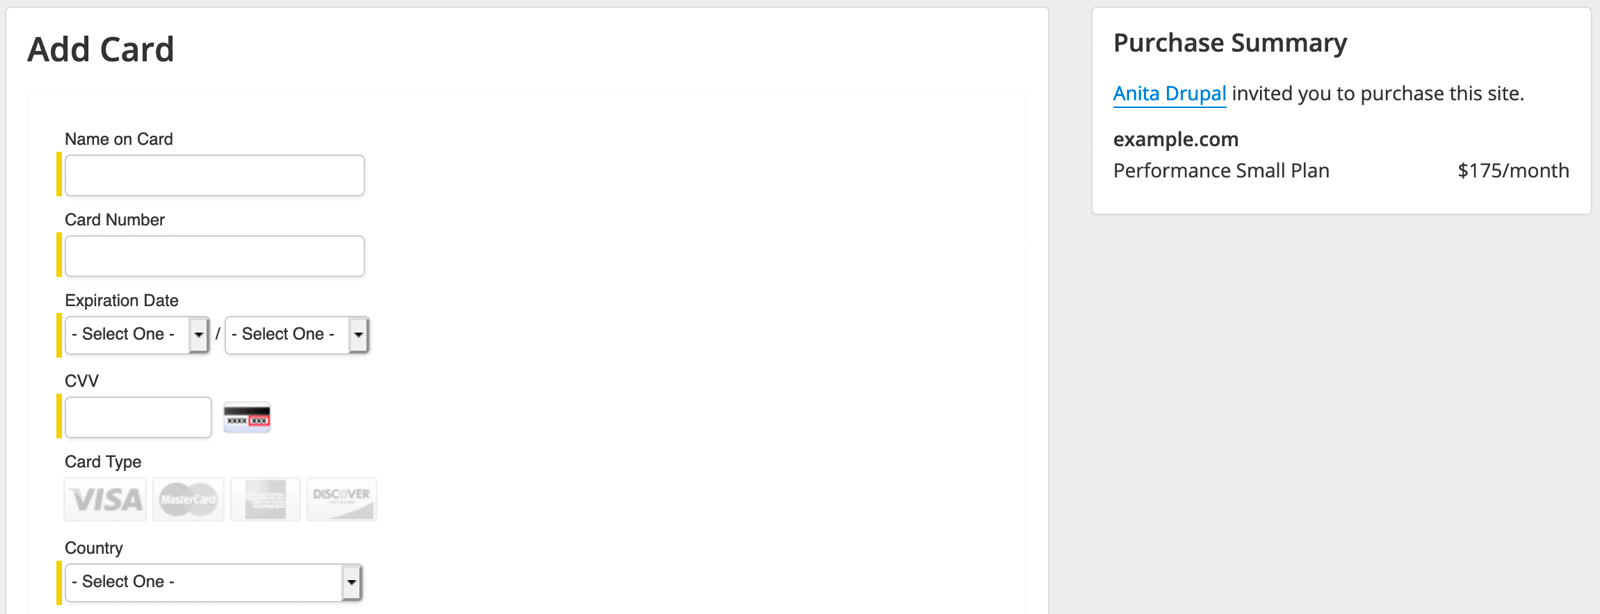 Add Card
Name on Card
Card Number
Expiration Date
- Select One - / - Select One -
CVV
xxxx xxx
Card Type
VISA MasterCard DISCOVER
Country
- Select One -
Purchase Summary
Anita Drupal invited you to purchase this site.
example.com
Performance Small Plan $175/month